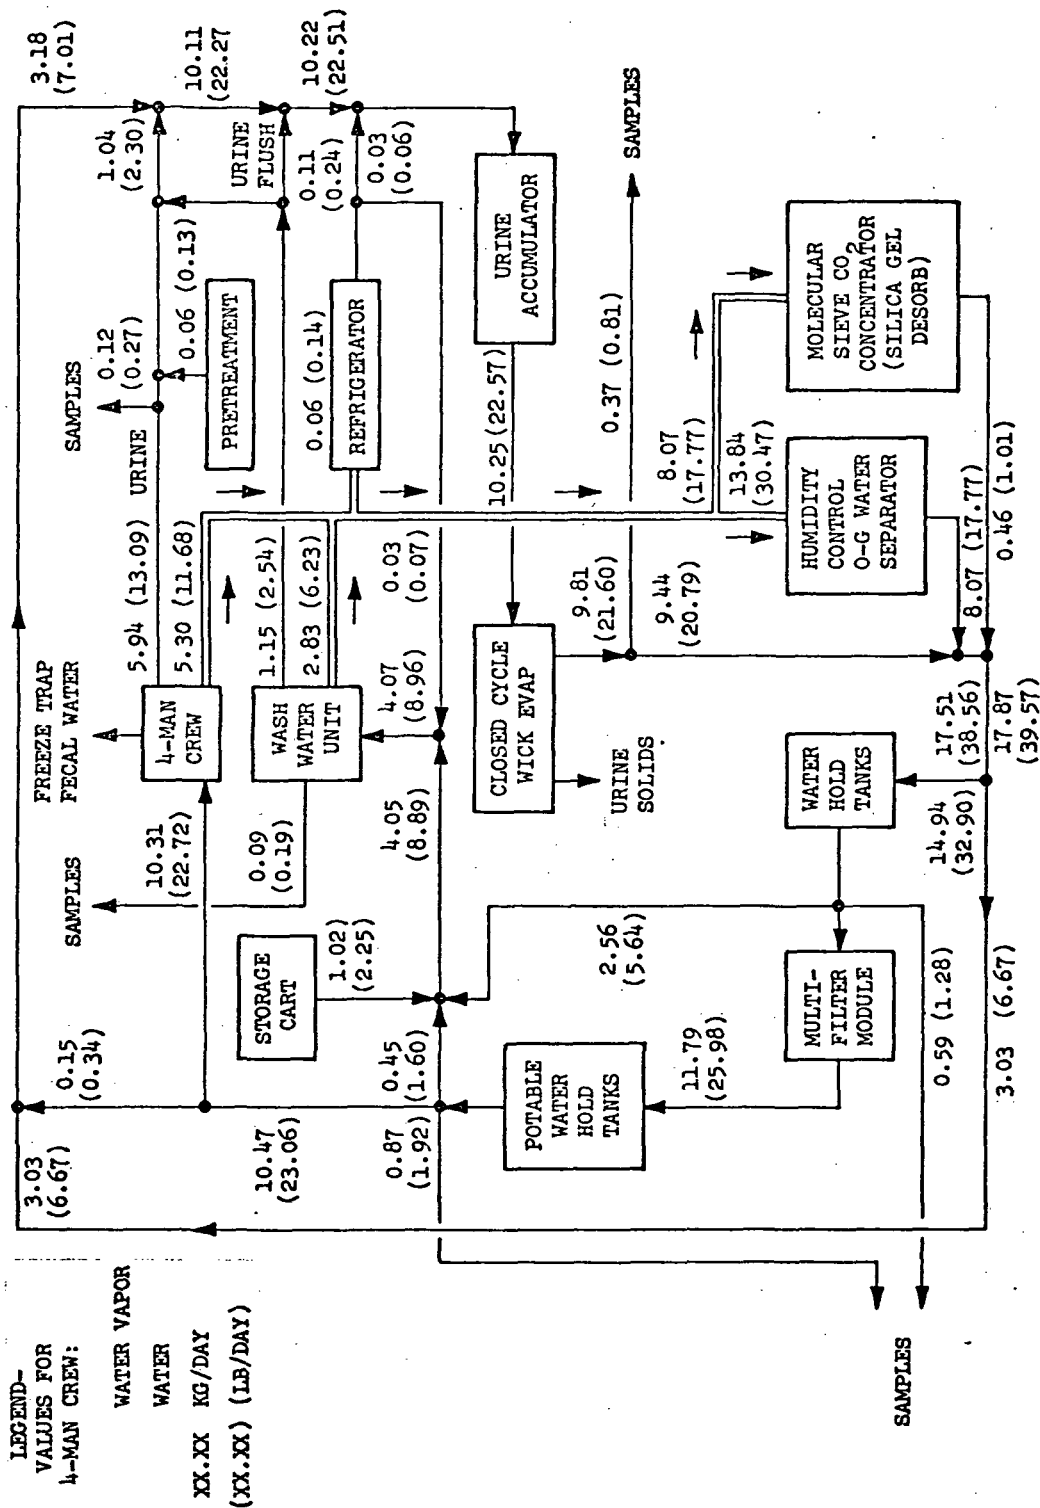 LEGEND-
VALUES FOR
4-MAN CREW:
WATER VAPOR
WATER
XX.XX KG/DAY
(XX.XX) (LB/DAY)
3.03
(6.67)
0.15
(0.34)
SAMPLES
FREEZE TRAP
FECAL WATER
SAMPLES
0.12
(0.27)
3.18
(7.01)
10.31
(22.72)
4-MAN
CREW
5.94 (13.09)
URINE
5.30 (11.68)
0.06 (0.13)
1.04
(2.30)
10.11
(22.27
PRETREATMENT
URINE
FLUSH
STORAGE
CART
0.09
(0.19)
WASH
WATER
UNIT
1.15 (2.54)
2.83 (6.23)
0.06 (0.14)
0.11
(0.24)
10.22
(22.51)
10.47
(23.06)
1.02)
(2.25)
REFRIGERATOR
0.03
(0.06)
0.87
(1.92)
0.45
(1.60)
4.05
(8.89)
4.07
(8.96)
0.03
(0.07)
POTABLE
WATER
HOLD
TANKS
CLOSED CYCLE
WICK EVAP
10.25(22.57)
URINE
ACCUMULATOR
2.56
(5.64)
URINE
SOLIDS
9.81
(21.60)
0.37 (0.81)
SAMPLES
11.79
(25.98)
9.44
(20.79)
8.07
(17.77)
13.84
(30.47)
MULTI-
FILTER
MODULE
WATER
HOLD
TANKS
HUMIDITY
CONTROL
O-G WATER
SEPARATOR
MOLECULAR
SIEVE CO2
CONCENTRATOR
(SILICA GEL
DESORB)
SAMPLES
0.59 (1.28)
14.94
(32.90)
17.51
(38.56)
8.07 (17.77)
3.03 (6.67)
17.87
(39.57)
0.46 (1.01)